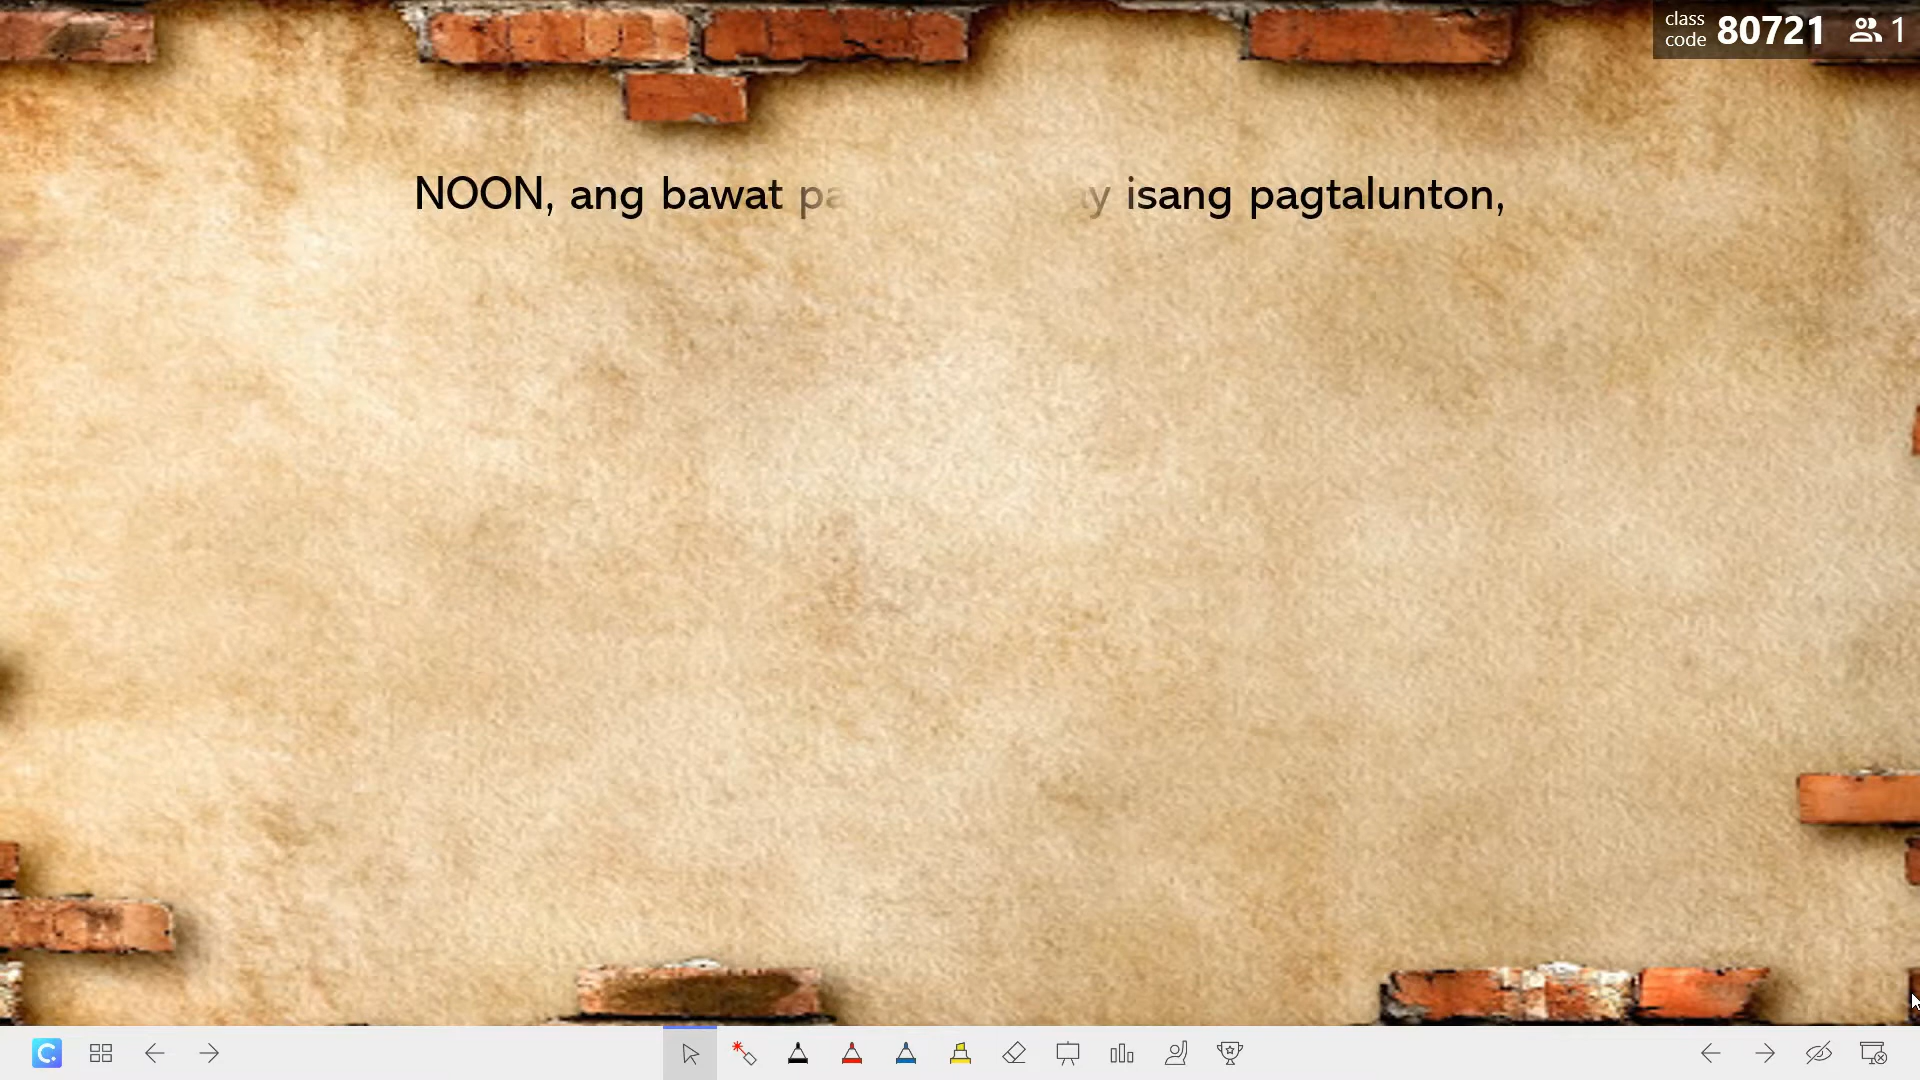 class code 80721 1
NOON, ang bawat isang pagtalunton,